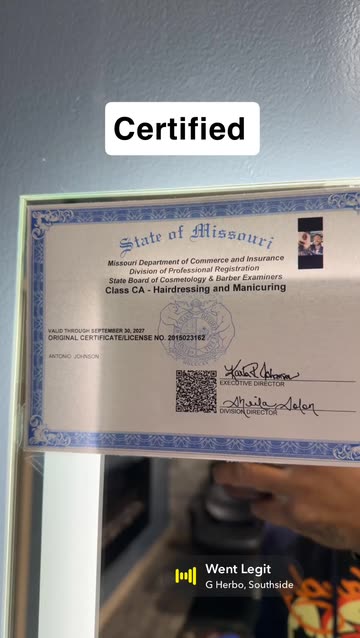 Certified
State of Missouri
Missouri Department of Commerce and Insurance
Division of Professional Registration
State Board of Cosmetology & Barber Examiners
Class CA - Hairdressing and Manicuring
VALID THROUGH SEPTEMBER 30, 2027
ORIGINAL CERTIFICATE/LICENSE NO. 2015023162
ANTONIO JOHNSON
EXECUTIVE DIRECTOR
DIVISION DIRECTOR
Went Legit
G Herbo, Southside